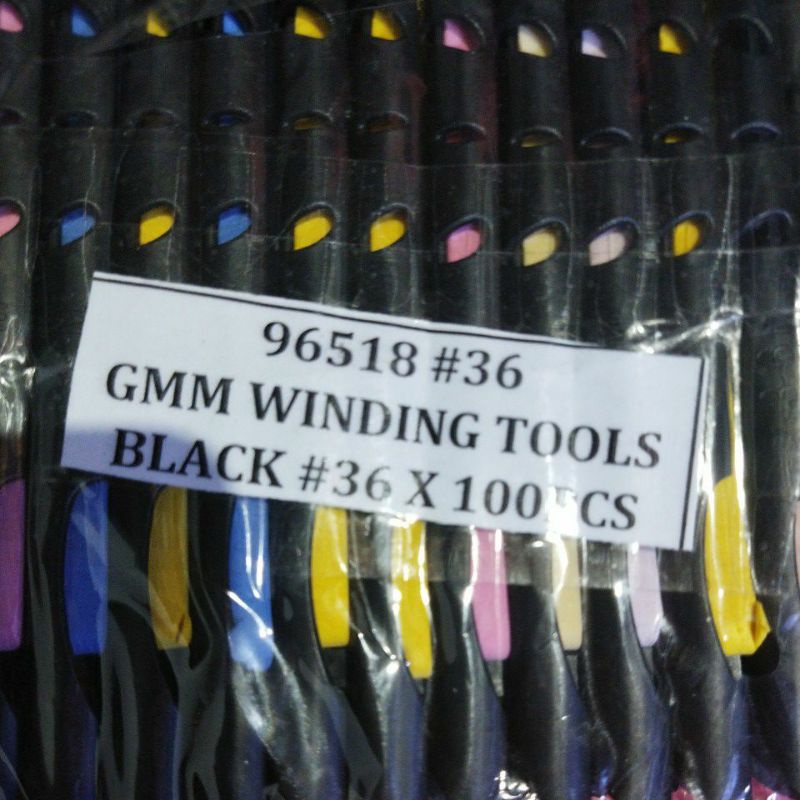 96518 #36
GMM WINDING TOOLS
BLACK #36 X 100PCS